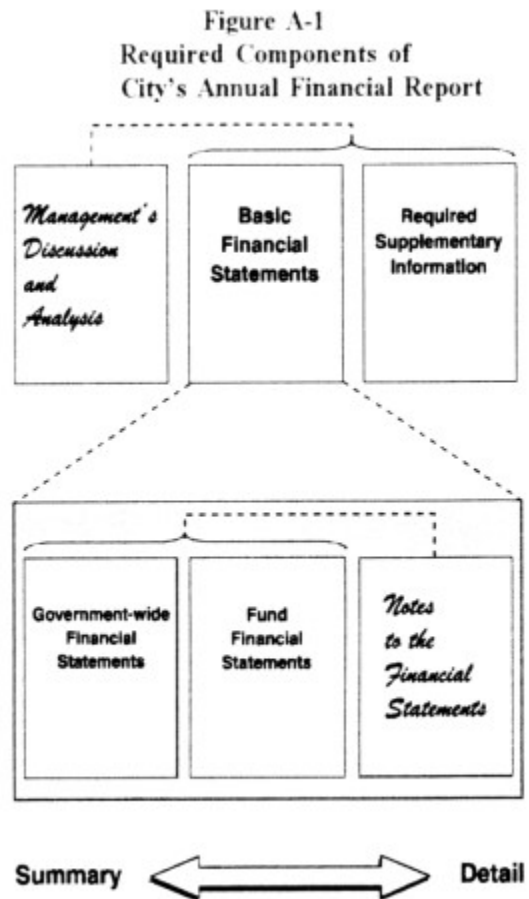 Figure A-1
Required Components of
City's Annual Financial Report
Management's
Discussion
and
Analysis
Basic
Financial
Statements
Required
Supplementary
Information
Government-wide
Financial
Statements
Fund
Financial
Statements
Notes
to the
Financial
Statements
Summary
Detail